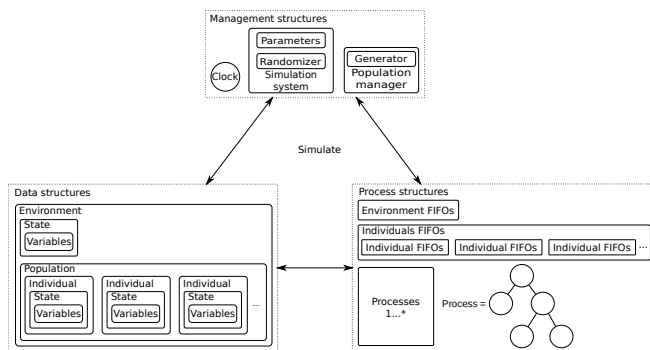 Management structures
Parameters
Randomizer
Clock
Simulation
system
Generator
Population
manager
Simulate
Data structures
Environment
State
Variables
Population
Individual
State
Variables
Individual
State
Variables
Individual
State
Variables
...
Process structures
Environment FIFOs
Individuals FIFOs
Individual FIFOs
Individual FIFOs
Individual FIFOs
...
Processes
1...*
Process =